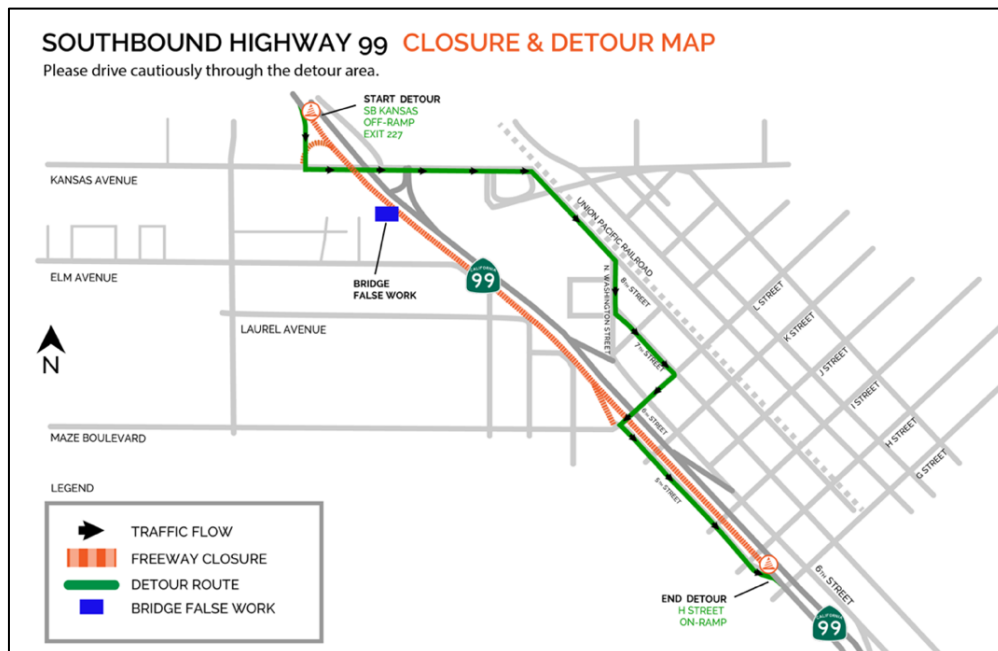 SOUTHBOUND HIGHWAY 99 CLOSURE & DETOUR MAP
Please drive cautiously through the detour area.
START DETOUR
SB KANSAS
OFF-RAMP
EXIT 227
KANSAS AVENUE
UNION PACIFIC RAILROAD
BRIDGE
FALSE WORK
ELM AVENUE
CALIFORNIA
99
N. WASHINGTON STREET
8TH STREET
L STREET
K STREET
J STREET
I STREET
H STREET
G STREET
LAUREL AVENUE
7TH STREET
N
6TH STREET
MAZE BOULEVARD
5TH STREET
LEGEND
TRAFFIC FLOW
FREEWAY CLOSURE
DETOUR ROUTE
BRIDGE FALSE WORK
END DETOUR
H STREET
ON-RAMP
6TH STREET
CALIFORNIA
99